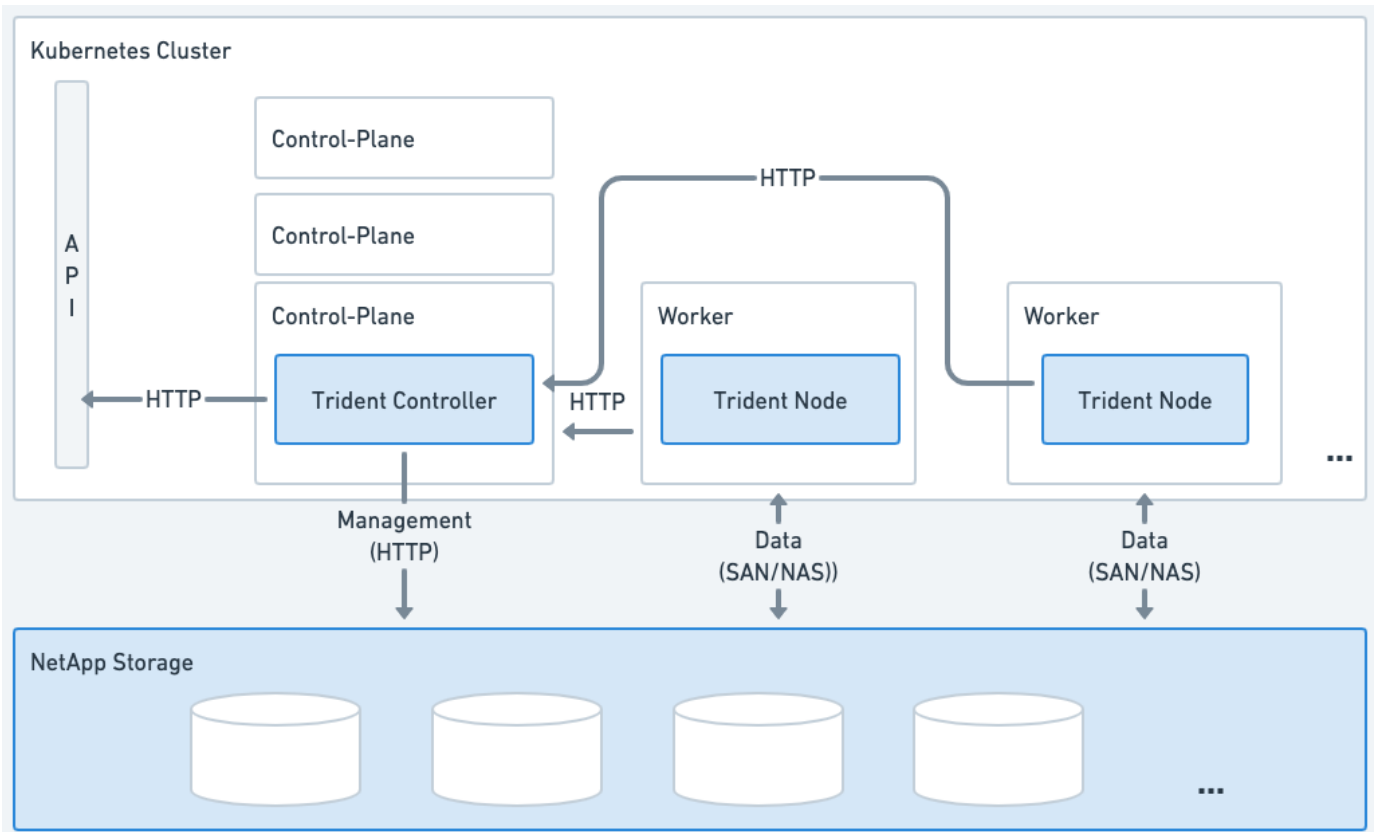 Kubernetes Cluster
A
P
I
Control-Plane
Control-Plane
Control-Plane
Trident Controller
HTTP
HTTP
HTTP
Worker
Trident Node
Worker
Trident Node
...
Management
(HTTP)
Data
(SAN/NAS))
Data
(SAN/NAS)
NetApp Storage
...